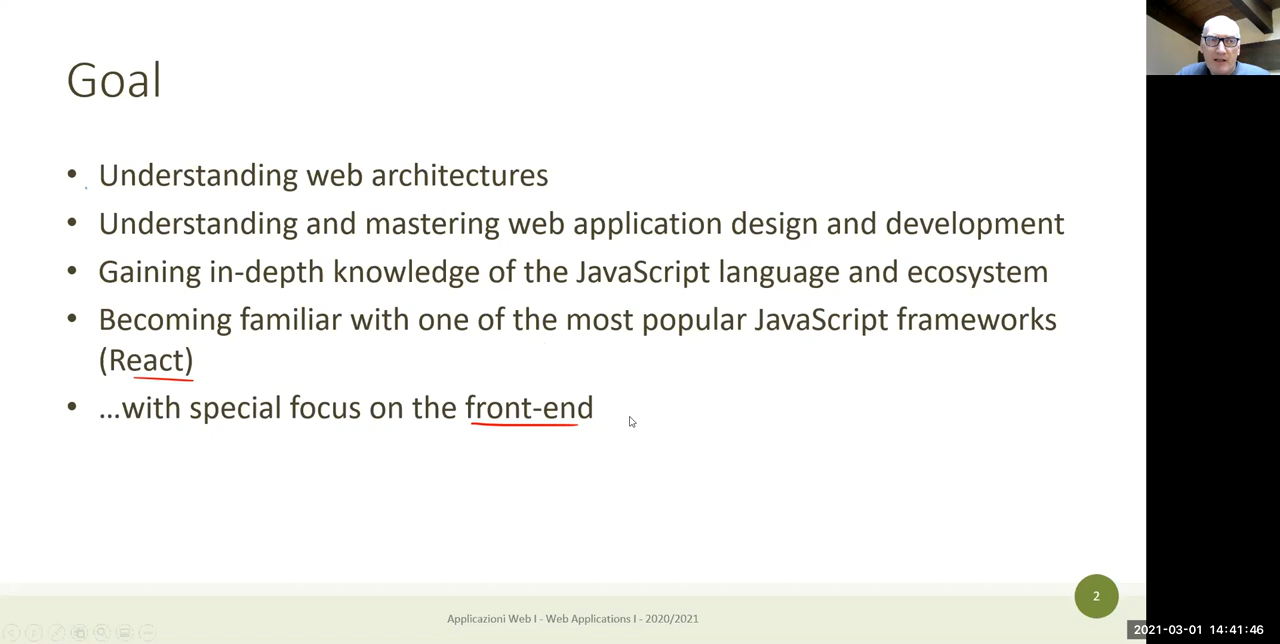 Goal
• Understanding web architectures
• Understanding and mastering web application design and development
• Gaining in-depth knowledge of the JavaScript language and ecosystem
• Becoming familiar with one of the most popular JavaScript frameworks
(React)
• …with special focus on the front-end
2
Applicazioni Web I - Web Applications I - 2020/2021
2021-03-01 14:41:46